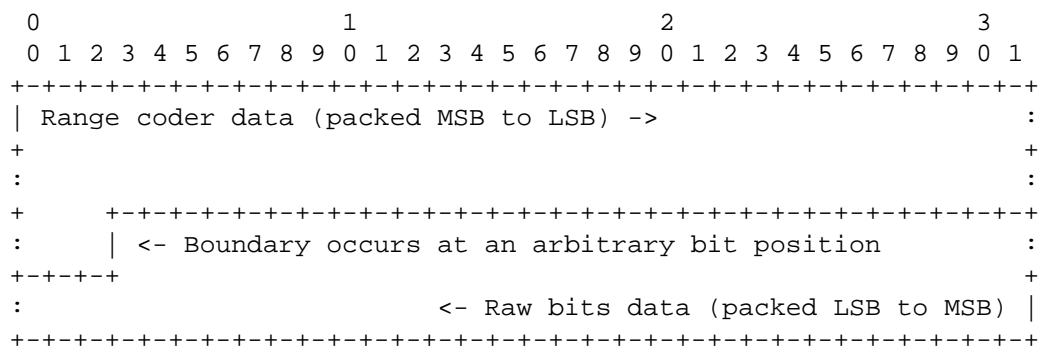 0                   1                   2                   3
 0 1 2 3 4 5 6 7 8 9 0 1 2 3 4 5 6 7 8 9 0 1 2 3 4 5 6 7 8 9 0 1
+-+-+-+-+-+-+-+-+-+-+-+-+-+-+-+-+-+-+-+-+-+-+-+-+-+-+-+-+-+-+-+-+
| Range coder data (packed MSB to LSB) ->                       :
+                                                               +
:                                                               :
+     +-+-+-+-+-+-+-+-+-+-+-+-+-+-+-+-+-+-+-+-+-+-+-+-+-+-+-+-+-+
:     | <- Boundary occurs at an arbitrary bit position         :
+-+-+-+                                                         +
:                          <- Raw bits data (packed LSB to MSB) |
+-+-+-+-+-+-+-+-+-+-+-+-+-+-+-+-+-+-+-+-+-+-+-+-+-+-+-+-+-+-+-+-+